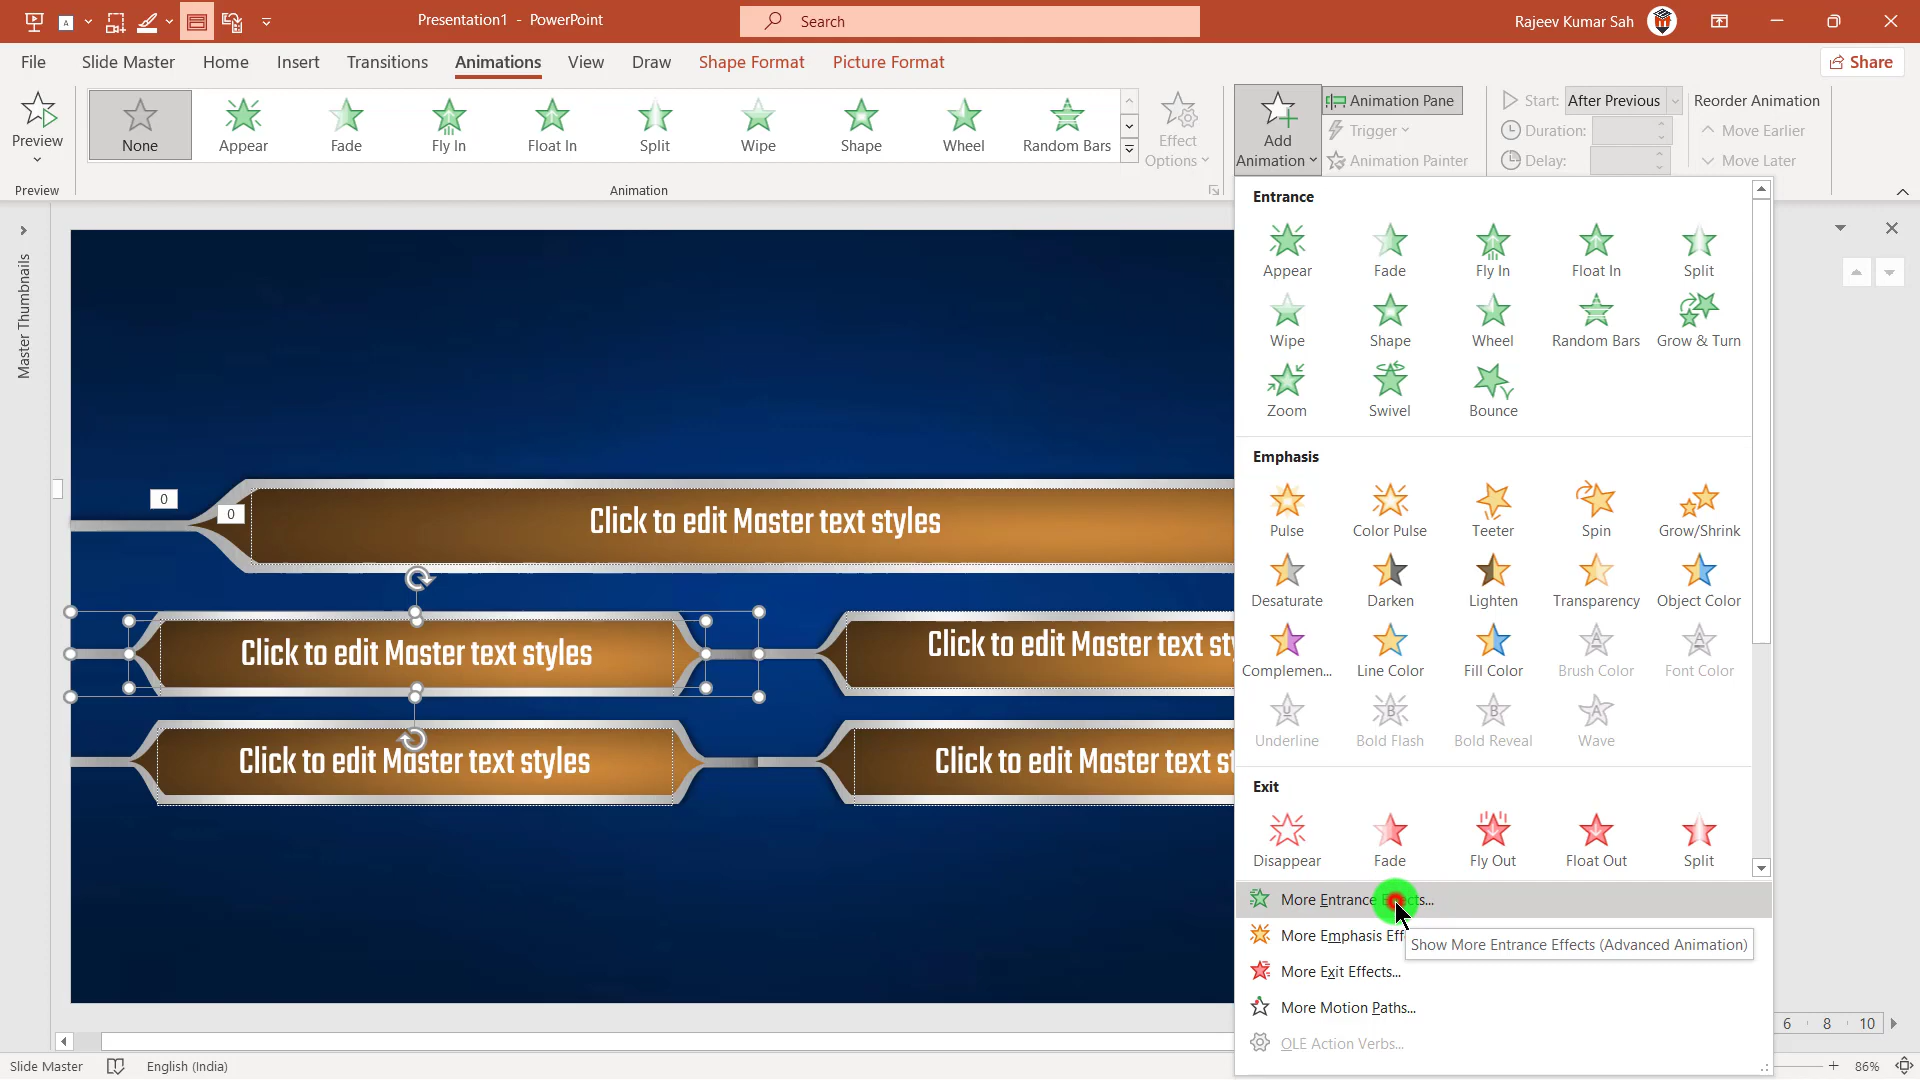 A
Presentation1 - PowerPoint
Search
Rajeev Kumar Sah
File
Slide Master
Home
Insert
Transitions
Animations
View
Draw
Shape Format
Picture Format
Share
Preview
Preview
None
Appear
Fade
Fly In
Float In
Split
Wipe
Shape
Wheel
Random Bars
Animation
Effect
Options
Add
Animation
Animation Pane
Trigger
Animation Painter
Start: After Previous
Duration:
Delay:
Reorder Animation
Move Earlier
Move Later
Master Thumbnails
0
0
Click to edit Master text styles
Click to edit Master text styles
Click to edit Master text sty
Click to edit Master text styles
Click to edit Master text s
Entrance
Appear Fade Fly In Float In Split
Wipe Shape Wheel Random Bars Grow & Turn
Zoom Swivel Bounce
Emphasis
Pulse Color Pulse Teeter Spin Grow/Shrink
Desaturate Darken Lighten Transparency Object Color
Complemen... Line Color Fill Color Brush Color Font Color
Underline Bold Flash Bold Reveal Wave
Exit
Disappear Fade Fly Out Float Out Split
More Entrance Effects...
More Emphasis Eff
Show More Entrance Effects (Advanced Animation)
More Exit Effects...
More Motion Paths...
OLE Action Verbs...
6 8 10
Slide Master
English (India)
86%